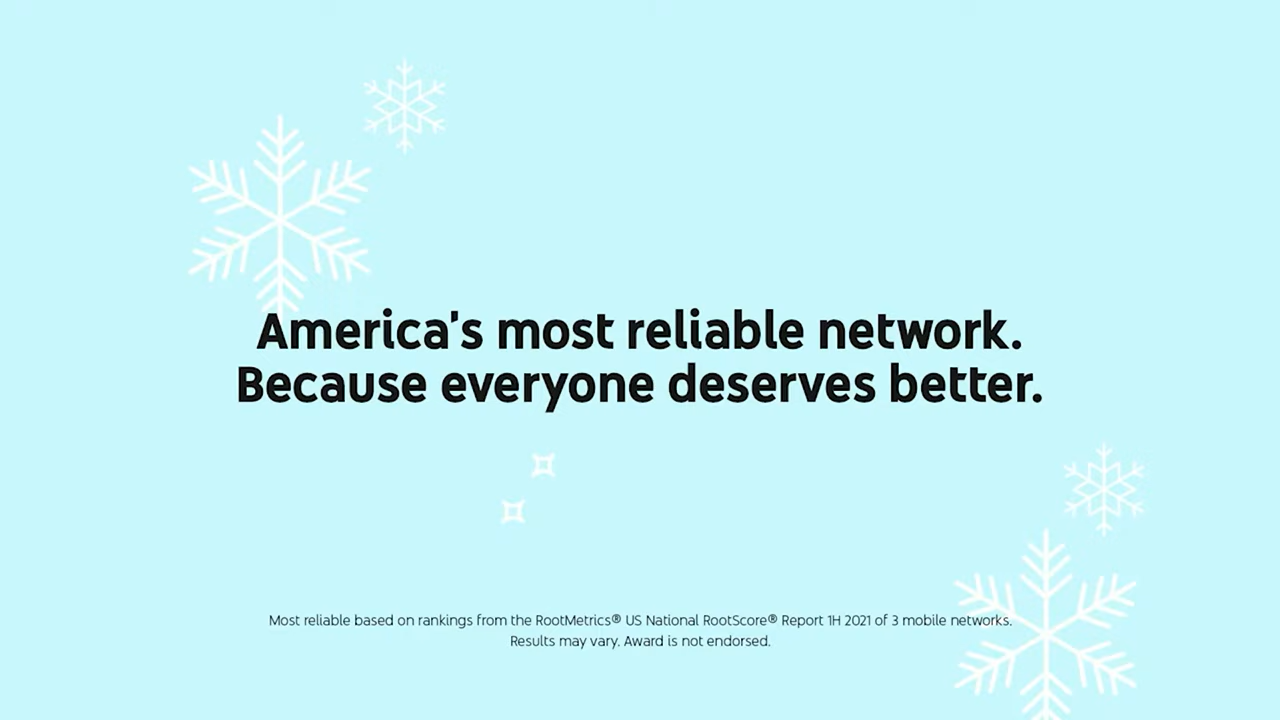 America's most reliable network.
Because everyone deserves better.
Most reliable based on rankings from the RootMetrics® US National RootScore® Report 1H 2021 of 3 mobile networks.
Results may vary. Award is not endorsed.